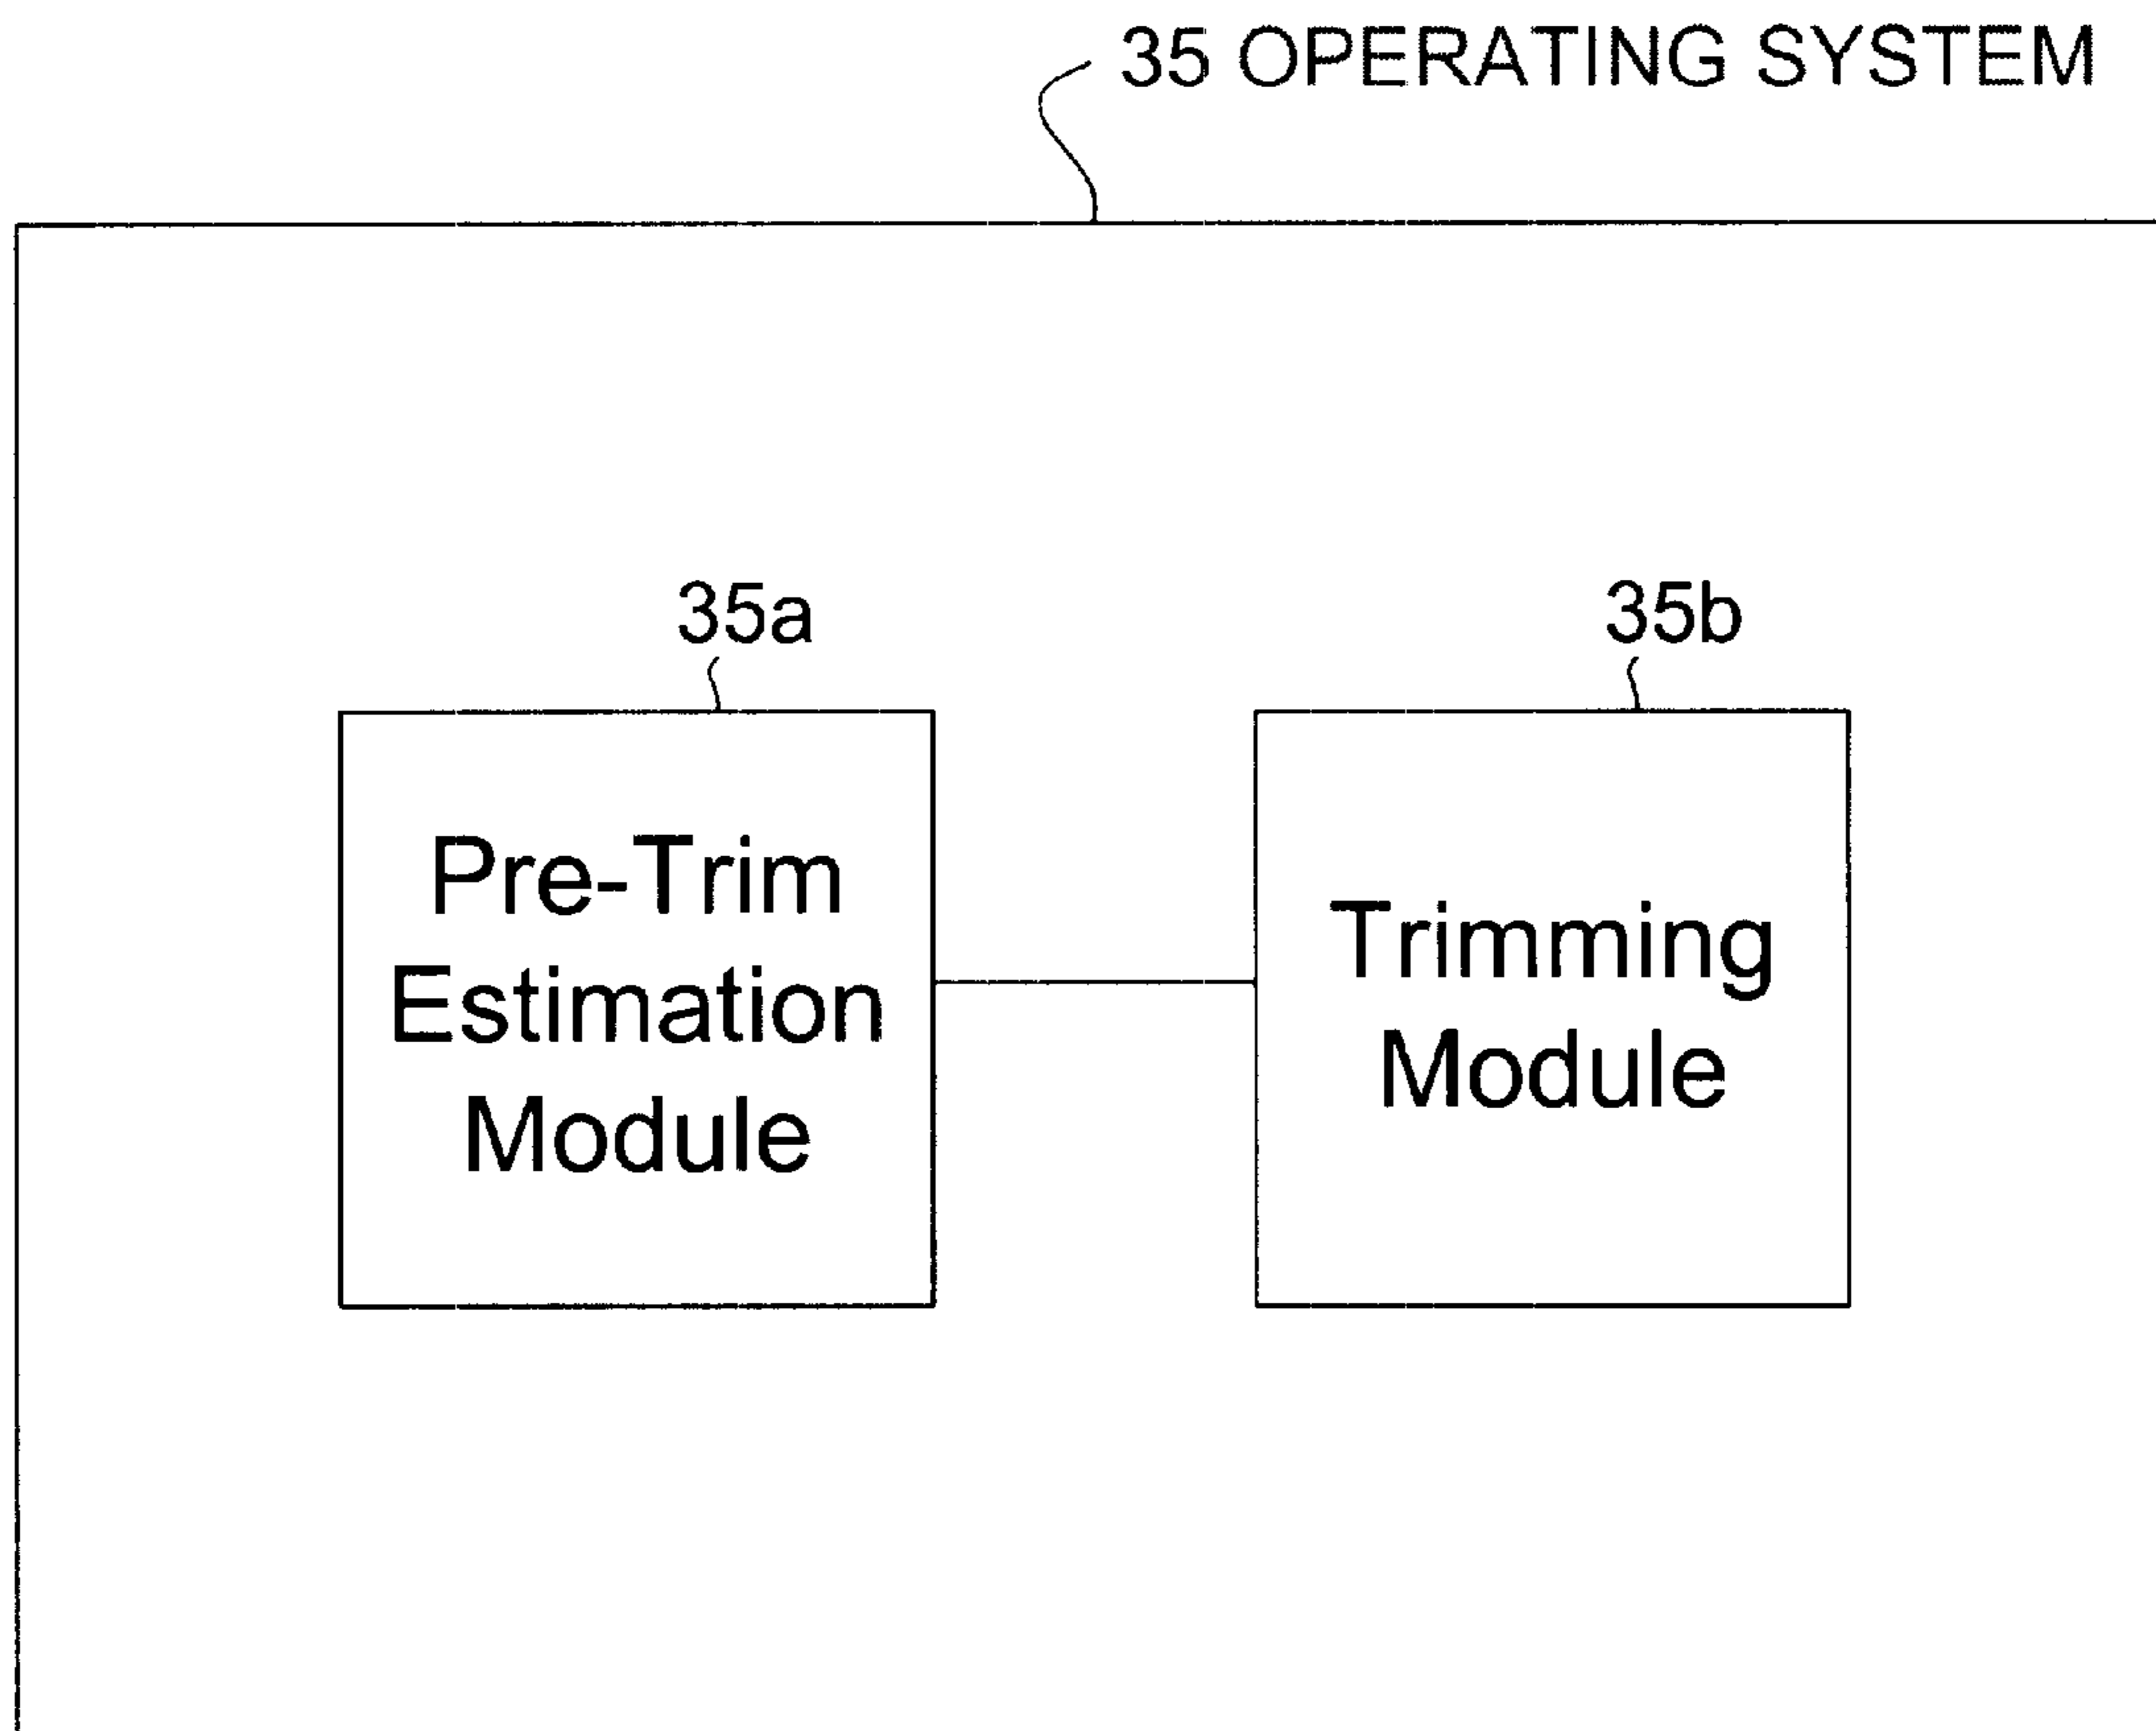 35 OPERATING SYSTEM
35a
35b
Pre-Trim
Estimation
Module
Trimming
Module